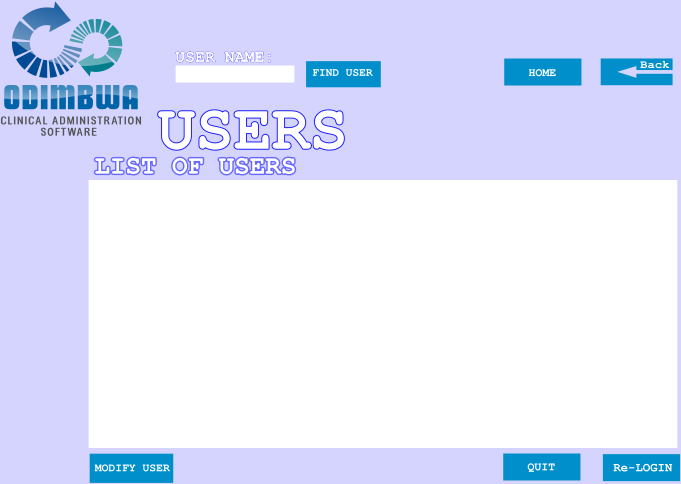 USER NAME:
FIND USER
HOME
Back
ODIMBWA
CLINICAL ADMINISTRATION
SOFTWARE
USERS
LIST OF USERS
MODIFY USER
QUIT
Re-LOGIN